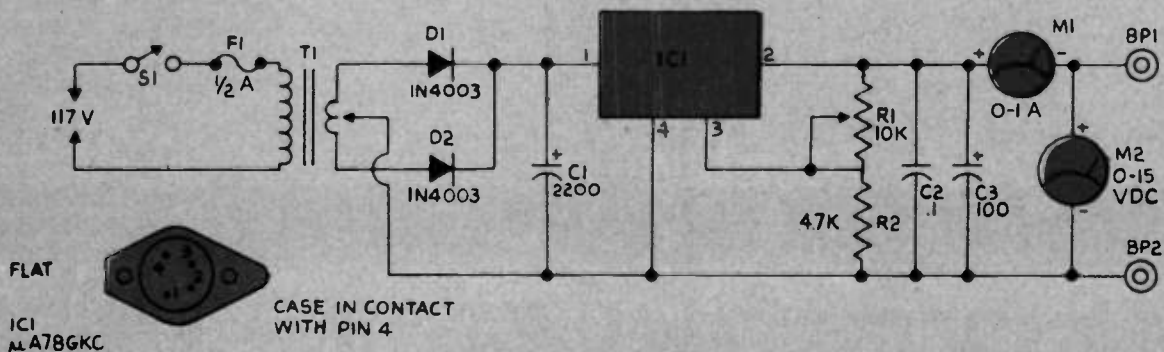 S1
F1
1/2 A
T1
117 V
D1
1N4003
D2
1N4003
+
C1
2200
1
IC1
2
4
3
R1
10K
4.7K
R2
C2
.1
+
C3
100
+
M1
-
0-1 A
BP1
+
M2
0-15
VDC
-
BP2
FLAT
CASE IN CONTACT
WITH PIN 4
IC1
μA78GKC